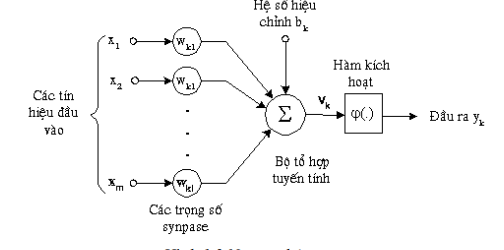 Hệ số hiệu
chỉnh bk
x1
wk1
Hàm kích
hoạt
x2
wk1
Các tín
hiệu đầu
vào
Σ
vk
φ(.)
Đầu ra yk
Bộ tổ hợp
tuyến tính
xm
wkl
Các trọng số
synpase